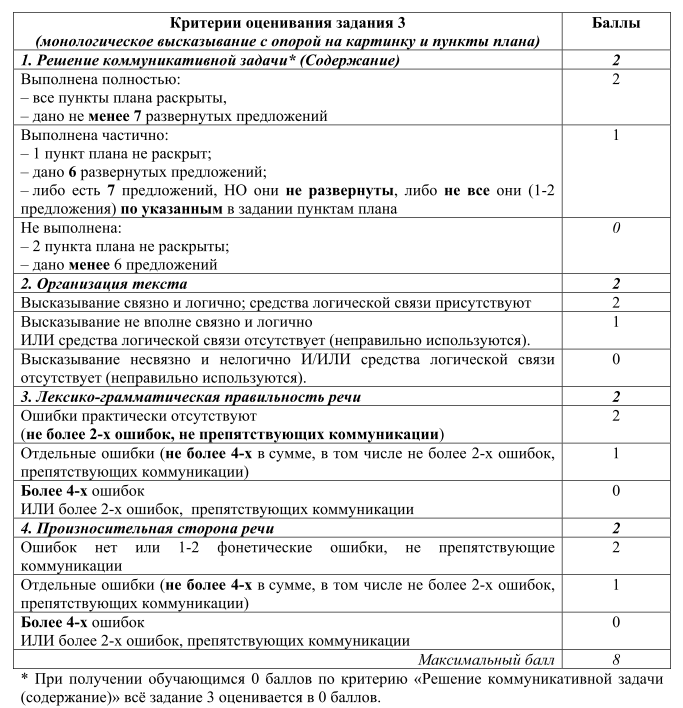 Критерии оценивания задания 3
(монологическое высказывание с опорой на картинку и пункты плана)
Баллы
1. Решение коммуникативной задачи* (Содержание)
2
Выполнена полностью:
– все пункты плана раскрыты,
– дано не менее 7 развернутых предложений
2
Выполнена частично:
– 1 пункт плана не раскрыт;
– дано 6 развернутых предложений;
– либо есть 7 предложений, НО они не развернуты, либо не все они (1-2
предложения) по указанным в задании пунктам плана
1
Не выполнена:
– 2 пункта плана не раскрыты;
– дано менее 6 предложений
0
2. Организация текста
2
Высказывание связно и логично; средства логической связи присутствуют
2
Высказывание не вполне связно и логично
ИЛИ средства логической связи отсутствует (неправильно используются).
1
Высказывание несвязно и нелогично И/ИЛИ средства логической связи
отсутствует (неправильно используются).
0
3. Лексико-грамматическая правильность речи
2
Ошибки практически отсутствуют
(не более 2-х ошибок, не препятствующих коммуникации)
2
Отдельные ошибки (не более 4-х в сумме, в том числе не более 2-х ошибок,
препятствующих коммуникации)
1
Более 4-х ошибок
ИЛИ более 2-х ошибок, препятствующих коммуникации
0
4. Произносительная сторона речи
2
Ошибок нет или 1-2 фонетические ошибки, не препятствующие
коммуникации
2
Отдельные ошибки (не более 4-х в сумме, в том числе не более 2-х ошибок,
препятствующих коммуникации)
1
Более 4-х ошибок
ИЛИ более 2-х ошибок, препятствующих коммуникации
0
Максимальный балл
8
* При получении обучающимся 0 баллов по критерию «Решение коммуникативной задачи
(содержание)» всё задание 3 оценивается в 0 баллов.